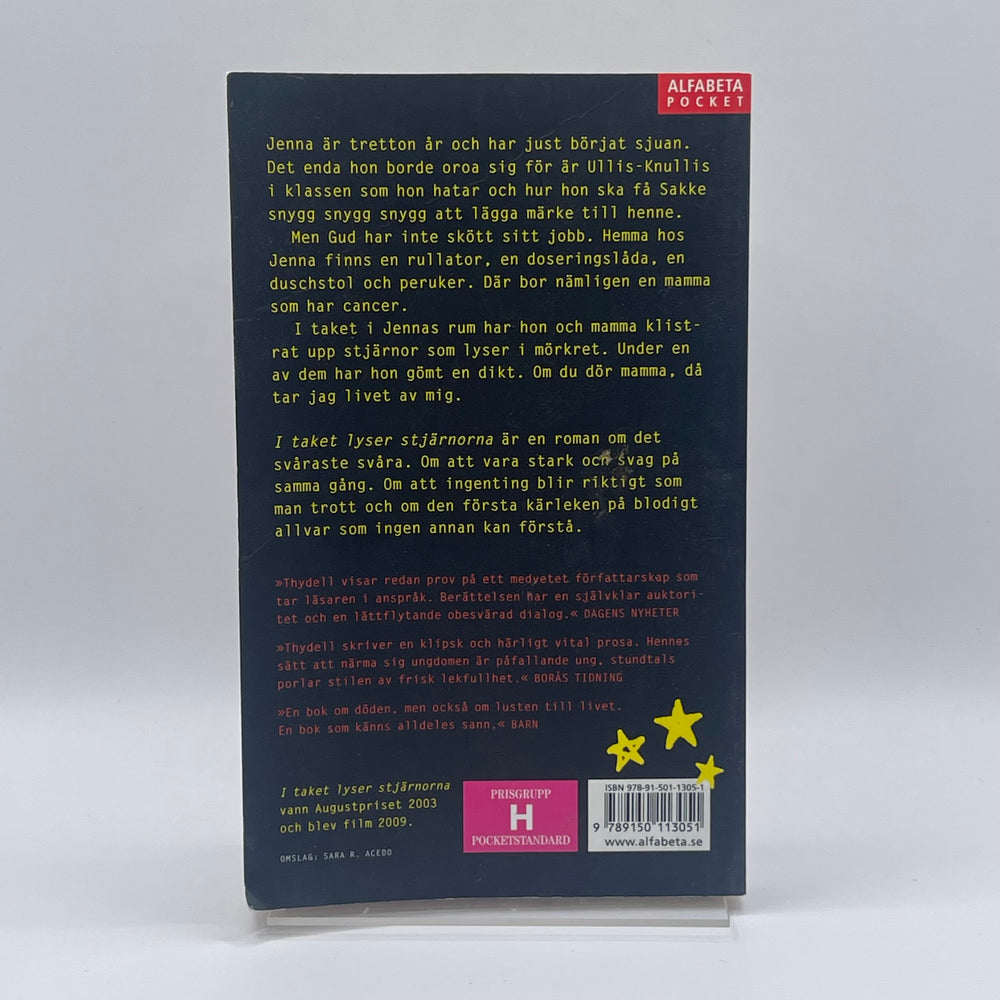 ALFABETA
POCKET
Jenna är tretton år och har just börjat sjuan.
Det enda hon borde oroa sig för är Ullis-Knullis
i klassen som hon hatar och hur hon ska få Sakke
snygg snygg snygg att lägga märke till henne.
Men Gud har inte skött sitt jobb. Hemma hos
Jenna finns en rullator, en doseringslåda, en
duschstol och peruker. Där bor nämligen en mamma
som har cancer.
I taket i Jennas rum har hon och mamma klist-
rat upp stjärnor som lyser i mörkret. Under en
av dem har hon gömt en dikt. Om du dör mamma, då
tar jag livet av mig.
I taket lyser stjärnorna är en roman om det
svåraste svåra. Om att vara stark och svag på
samma gång. Om att ingenting blir riktigt som
man trott och om den första kärleken på blodigt
allvar som ingen annan kan förstå.
»Thydell visar redan prov på ett medvetet författarskap som
tar läsaren i anspråk. Berättelsen har en självklar auktori-
tet och en lättflytande obesvärad dialog.« DAGENS NYHETER
»Thydell skriver en klipsk och härligt vital prosa. Hennes
sätt att närma sig ungdomen är påfallande ung, stundtals
porlar stilen av frisk lekfullhet.« BORÅS TIDNING
»En bok om döden, men också om lusten till livet.
En bok som känns alldeles sann,« BARN
I taket lyser stjärnorna
vann Augustpriset 2003
och blev film 2009.
OMSLAG: SARA R. ACEDO
PRISGRUPP
H
POCKETSTANDARD
ISBN 978-91-501-1305-1
9 789150 113051
www.alfabeta.se